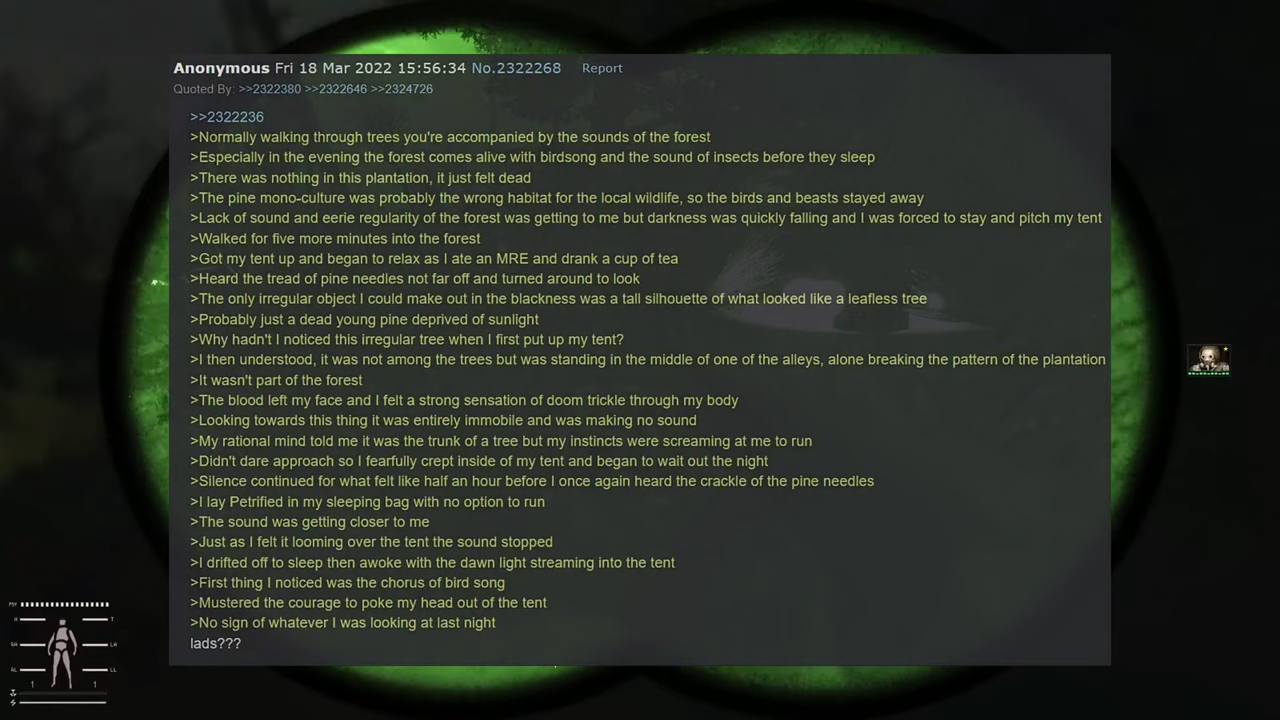 Anonymous Fri 18 Mar 2022 15:56:34 No.2322268 Report
Quoted By: >>2322380 >>2322646 >>2324726
>>2322236
>Normally walking through trees you're accompanied by the sounds of the forest
>Especially in the evening the forest comes alive with birdsong and the sound of insects before they sleep
>There was nothing in this plantation, it just felt dead
>The pine mono-culture was probably the wrong habitat for the local wildlife, so the birds and beasts stayed away
>Lack of sound and eerie regularity of the forest was getting to me but darkness was quickly falling and I was forced to stay and pitch my tent
>Walked for five more minutes into the forest
>Got my tent up and began to relax as I ate an MRE and drank a cup of tea
>Heard the tread of pine needles not far off and turned around to look
>The only irregular object I could make out in the blackness was a tall silhouette of what looked like a leafless tree
>Probably just a dead young pine deprived of sunlight
>Why hadn't I noticed this irregular tree when I first put up my tent?
>I then understood, it was not among the trees but was standing in the middle of one of the alleys, alone breaking the pattern of the plantation
>It wasn't part of the forest
>The blood left my face and I felt a strong sensation of doom trickle through my body
>Looking towards this thing it was entirely immobile and was making no sound
>My rational mind told me it was the trunk of a tree but my instincts were screaming at me to run
>Didn't dare approach so I fearfully crept inside of my tent and began to wait out the night
>Silence continued for what felt like half an hour before I once again heard the crackle of the pine needles
>I lay Petrified in my sleeping bag with no option to run
>The sound was getting closer to me
>Just as I felt it looming over the tent the sound stopped
>I drifted off to sleep then awoke with the dawn light streaming into the tent
>First thing I noticed was the chorus of bird song
>Mustered the courage to poke my head out of the tent
>No sign of whatever I was looking at last night
lads???
PSY
H T
RA LA
RL LL
1 1